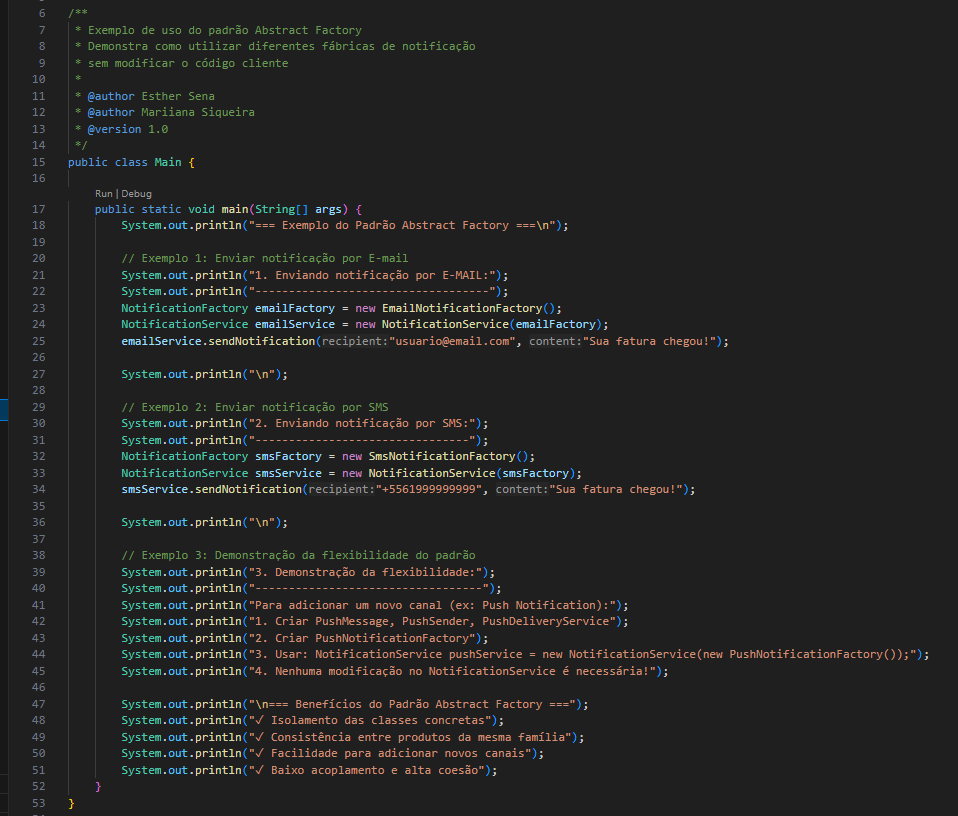 6 /**
7 * Exemplo de uso do padrão Abstract Factory
8 * Demonstra como utilizar diferentes fábricas de notificação
9 * sem modificar o código cliente
10 *
11 * @author Esther Sena
12 * @author Mariiana Siqueira
13 * @version 1.0
14 */
15 public class Main {
16
Run | Debug
17 public static void main(String[] args) {
18 System.out.println("=== Exemplo do Padrão Abstract Factory ===\n");
19
20 // Exemplo 1: Enviar notificação por E-mail
21 System.out.println("1. Enviando notificação por E-MAIL:");
22 System.out.println("-----------------------------------");
23 NotificationFactory emailFactory = new EmailNotificationFactory();
24 NotificationService emailService = new NotificationService(emailFactory);
25 emailService.sendNotification(recipient:"usuario@email.com", content:"Sua fatura chegou!");
26
27 System.out.println("\n");
28
29 // Exemplo 2: Enviar notificação por SMS
30 System.out.println("2. Enviando notificação por SMS:");
31 System.out.println("--------------------------------");
32 NotificationFactory smsFactory = new SmsNotificationFactory();
33 NotificationService smsService = new NotificationService(smsFactory);
34 smsService.sendNotification(recipient:"+5561999999999", content:"Sua fatura chegou!");
35
36 System.out.println("\n");
37
38 // Exemplo 3: Demonstração da flexibilidade do padrão
39 System.out.println("3. Demonstração da flexibilidade:");
40 System.out.println("----------------------------------");
41 System.out.println("Para adicionar um novo canal (ex: Push Notification):");
42 System.out.println("1. Criar PushMessage, PushSender, PushDeliveryService");
43 System.out.println("2. Criar PushNotificationFactory");
44 System.out.println("3. Usar: NotificationService pushService = new NotificationService(new PushNotificationFactory());");
45 System.out.println("4. Nenhuma modificação no NotificationService é necessária!");
46
47 System.out.println("\n=== Benefícios do Padrão Abstract Factory ===");
48 System.out.println("✓ Isolamento das classes concretas");
49 System.out.println("✓ Consistência entre produtos da mesma família");
50 System.out.println("✓ Facilidade para adicionar novos canais");
51 System.out.println("✓ Baixo acoplamento e alta coesão");
52 }
53 }